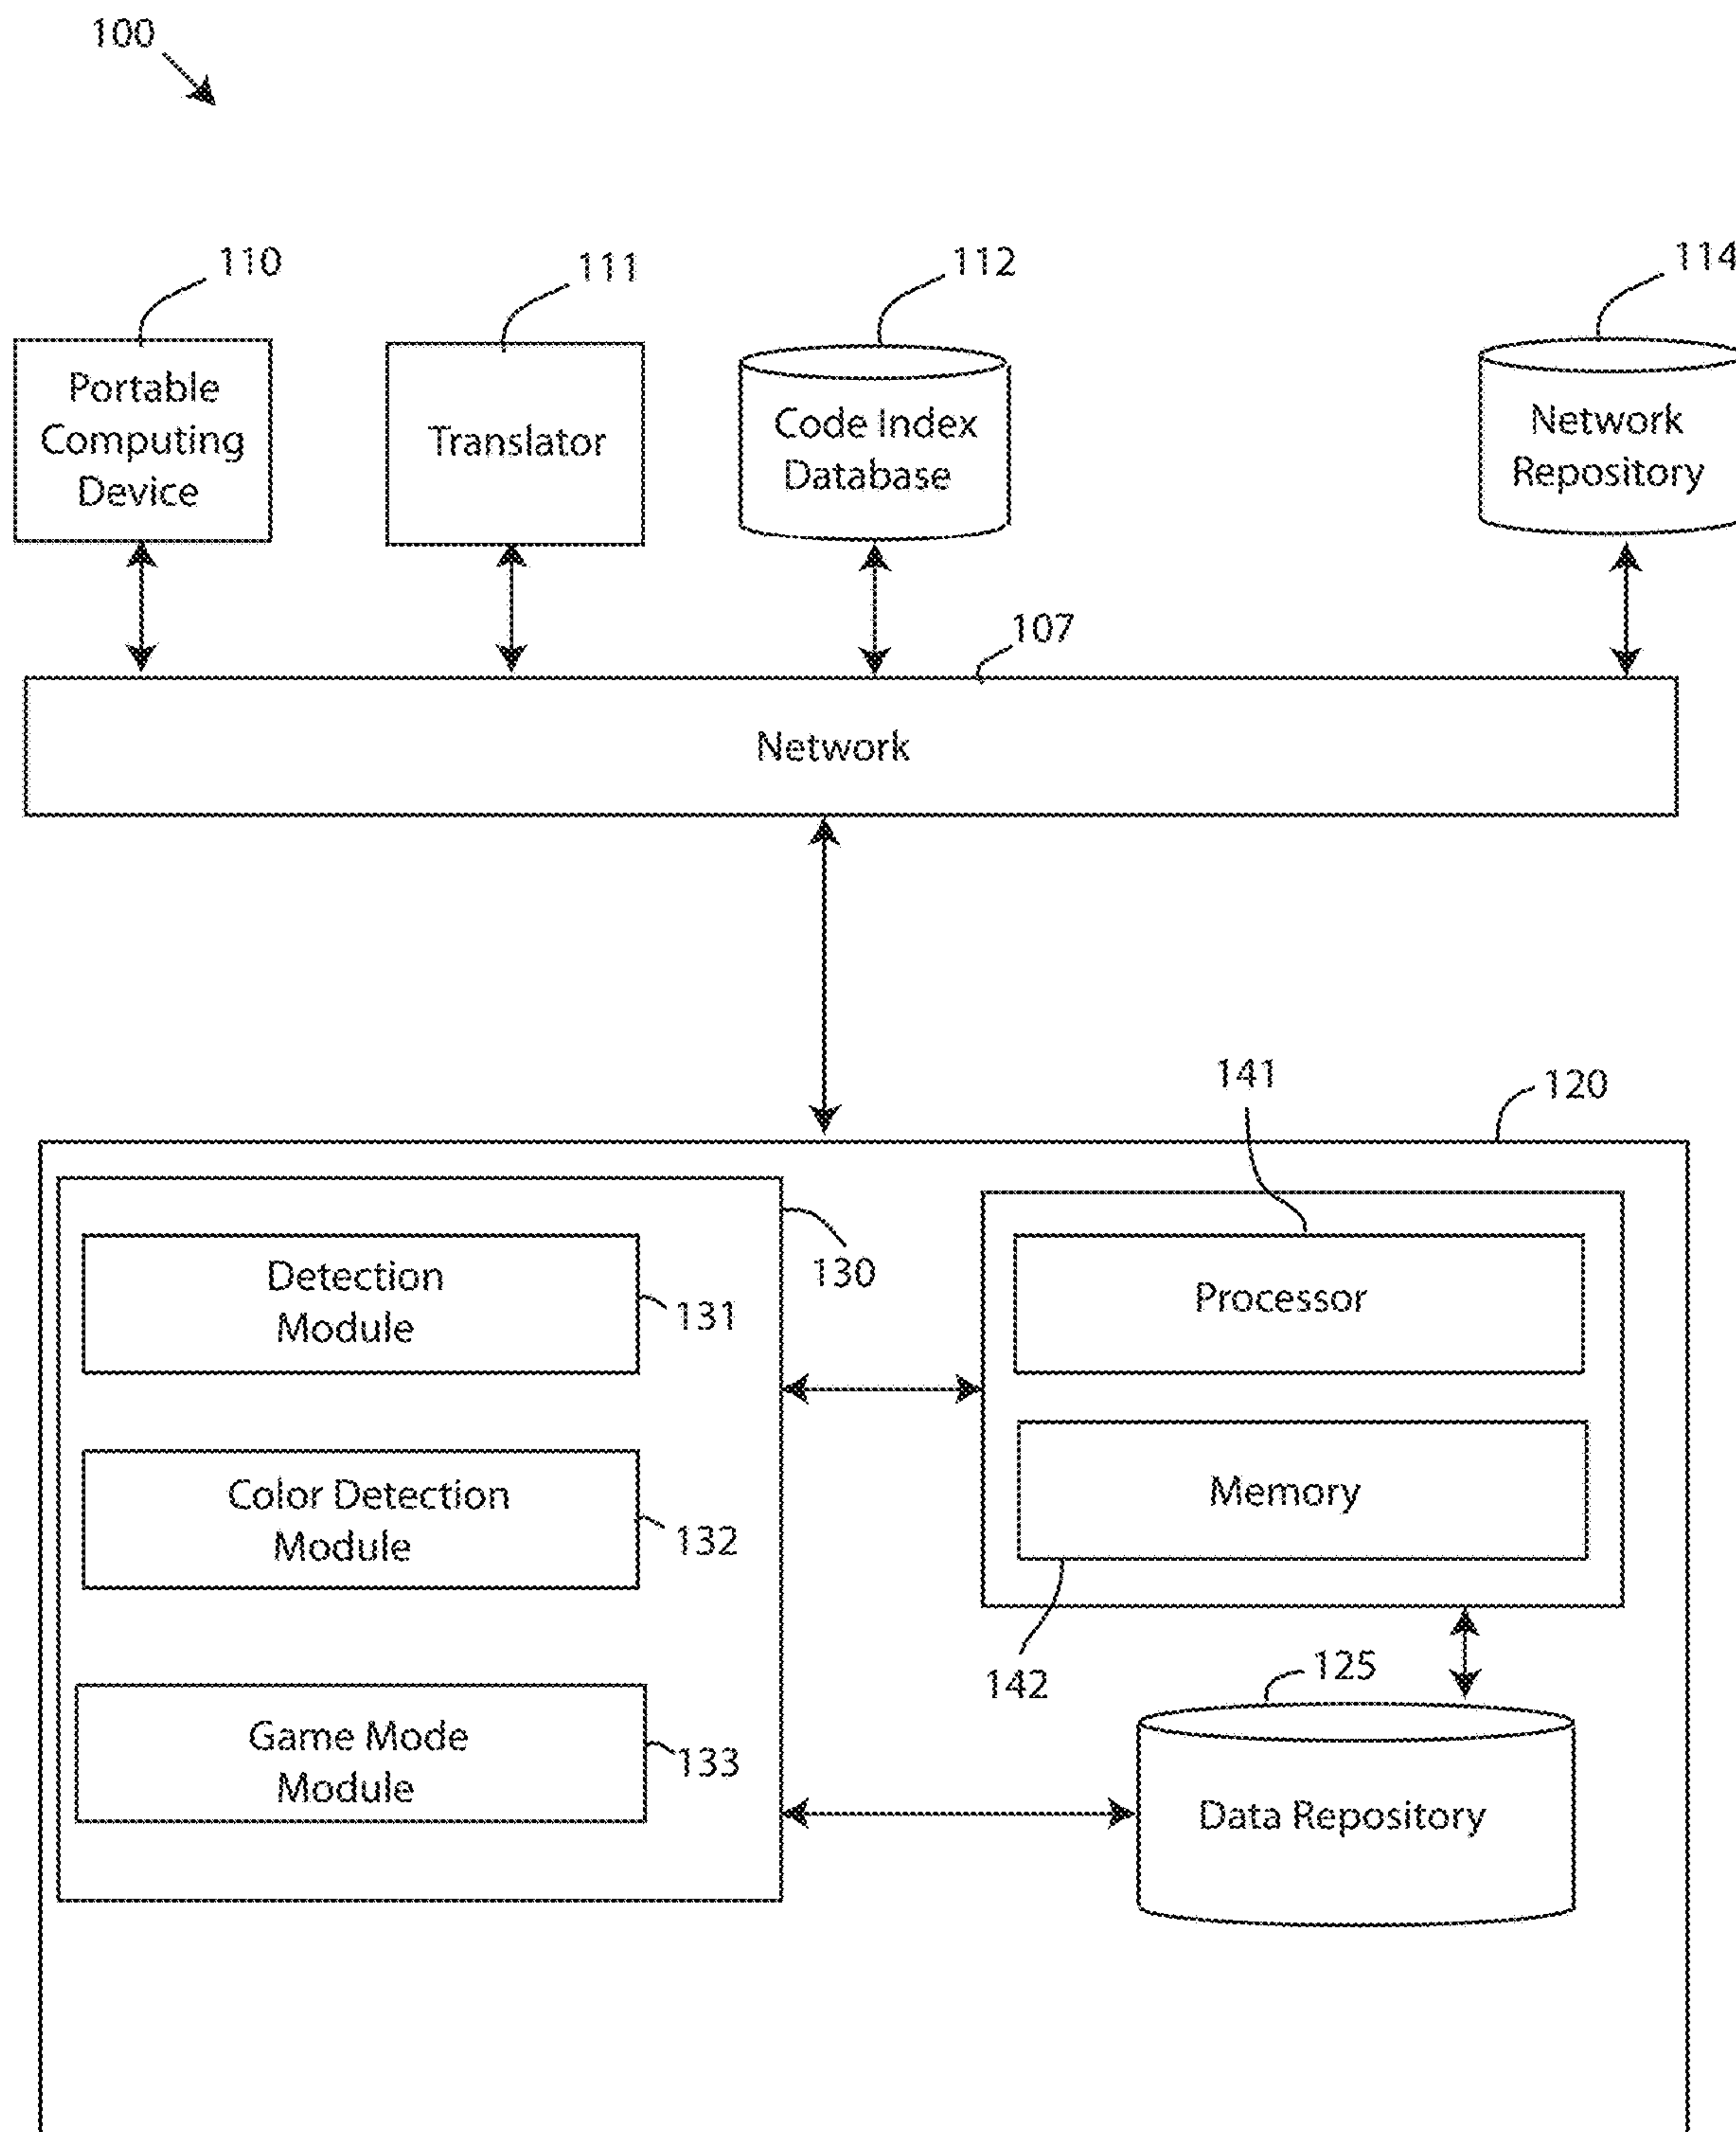 100
110
111
112
114
Portable
Computing
Device
Translator
Code Index
Database
Network
Repository
107
Network
141
120
130
Detection
Module
131
Processor
Color Detection
Module
132
Memory
142
125
Game Mode
Module
133
Data Repository